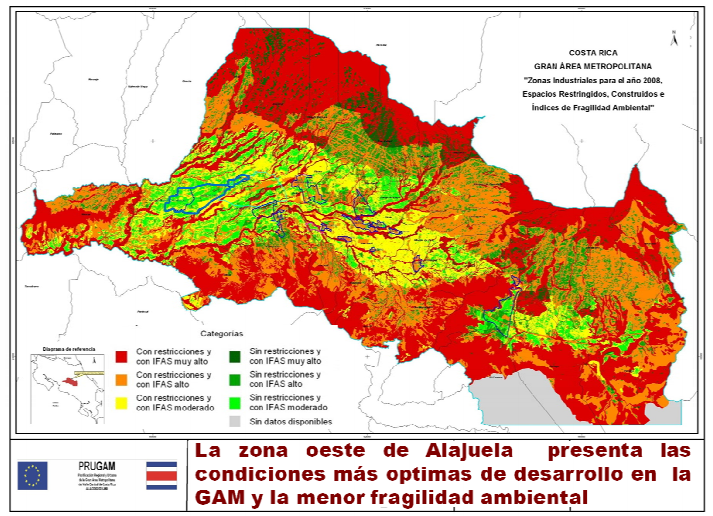 N
COSTA RICA
GRAN ÁREA METROPOLITANA
"Zonas Industriales para el año 2008,
Espacios Restringidos, Construidos e
Índices de Fragilidad Ambiental"
Categorías
Con restricciones y
con IFAS muy alto
Con restricciones y
con IFAS alto
Con restricciones y
con IFAS moderado
Sin restricciones y
con IFAS muy alto
Sin restricciones y
con IFAS alto
Sin restricciones y
con IFAS moderado
Sin datos disponibles
Diagrama de referencia
PRUGAM
La zona oeste de Alajuela presenta las
condiciones más optimas de desarrollo en la
GAM y la menor fragilidad ambiental